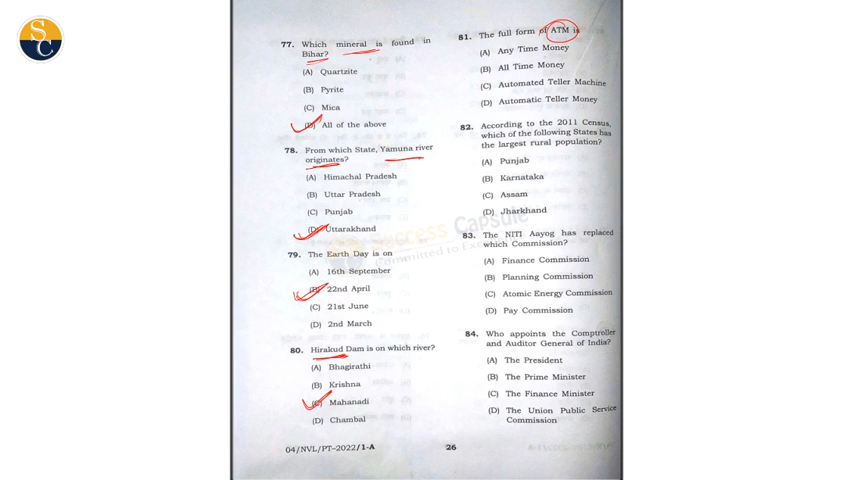 S
C
77. Which mineral is found in
Bihar?
(A) Quartzite
(B) Pyrite
(C) Mica
(D) All of the above
78. From which State, Yamuna river
originates?
(A) Himachal Pradesh
(B) Uttar Pradesh
(C) Punjab
(D) Uttarakhand
79. The Earth Day is on
(A) 16th September
(B) 22nd April
(C) 21st June
(D) 2nd March
80. Hirakud Dam is on which river?
(A) Bhagirathi
(B) Krishna
(C) Mahanadi
(D) Chambal
04/NVL/PT-2022/1-A
26
81. The full form of ATM is
(A) Any Time Money
(B) All Time Money
(C) Automated Teller Machine
(D) Automatic Teller Money
82. According to the 2011 Census,
which of the following States has
the largest rural population?
(A) Punjab
(B) Karnataka
(C) Assam
(D) Jharkhand
83. The NITI Aayog has replaced
which Commission?
(A) Finance Commission
(B) Planning Commission
(C) Atomic Energy Commission
(D) Pay Commission
84. Who appoints the Comptroller
and Auditor General of India?
(A) The President
(B) The Prime Minister
(C) The Finance Minister
(D) The Union Public Service
Commission
Success Capsule
Committed to